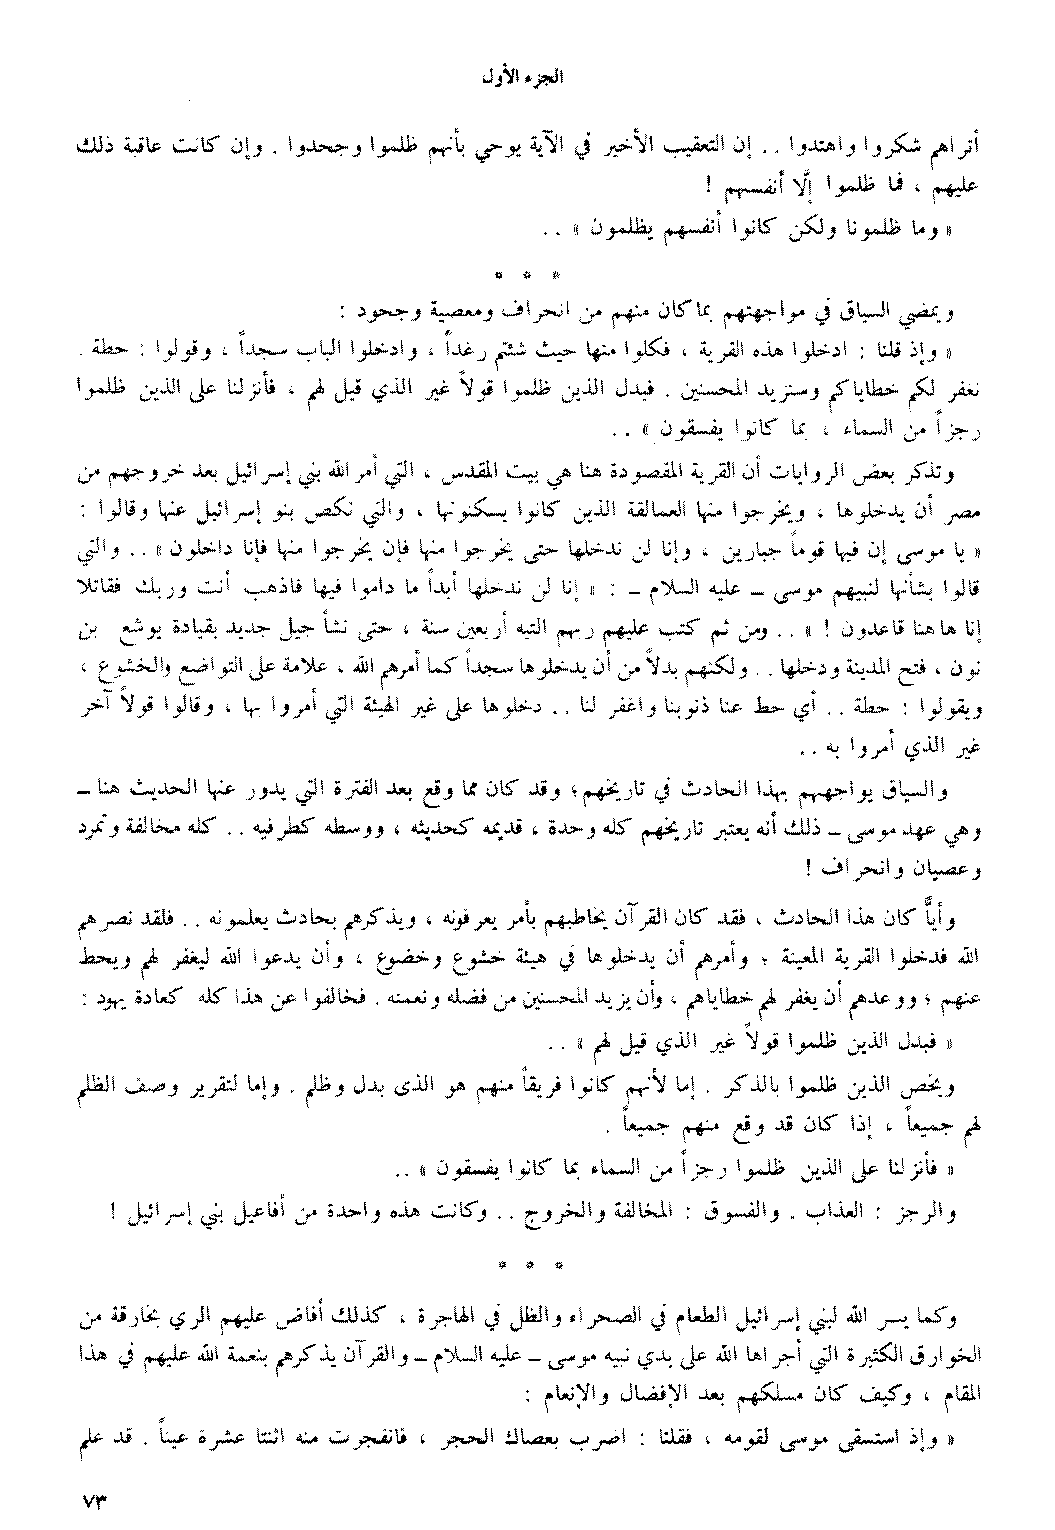 الجزء الأول
أتراهم شكروا واهتدوا . . إن التعقيب الأخير في الآية يوحي بأنهم ظلموا وجحدوا . وإن كانت عاقبة ذلك
عليهم ، فما ظلموا إلَّا أنفسهم !
« وما ظلمونا ولكن كانوا أنفسهم يظلمون » . .
* * *
ويمضي السياق في مواجهتهم بما كان منهم من انحراف ومعصية وجحود :
« وإذ قلنا : ادخلوا هذه القرية ، فكلوا منها حيث شئتم رغداً ، وادخلوا الباب سجداً ، وقولوا : حطة .
نغفر لكم خطاياكم وسنزيد المحسنين . فبدل الذين ظلموا قولاً غير الذي قيل لهم ، فأنزلنا على الذين ظلموا
رجزاً من السماء ، بما كانوا يفسقون » . .
وتذكر بعض الروايات أن القرية المقصودة هنا هي بيت المقدس ، التي أمر الله بني إسرائيل بعد خروجهم من
مصر أن يدخلوها ، ويخرجوا منها العمالقة الذين كانوا يسكنونها ، والتي نكص بنو إسرائيل عنها وقالوا :
« يا موسى إن فيها قوماً جبارين ، وإنا لن ندخلها حتى يخرجوا منها فإن يخرجوا منها فإنا داخلون » . . والتي
قالوا بشأنها لنبيهم موسى – عليه السلام – : « إنا لن ندخلها أبداً ما داموا فيها فاذهب أنت وربك فقاتلا
إنا هاهنا قاعدون ! » . . ومن ثم كتب عليهم ربهم التيه أربعين سنة ، حتى نشأ جيل جديد بقيادة يوشع بن
نون ، فتح المدينة ودخلها . . ولكنهم بدلاً من أن يدخلوها سجداً كما أمرهم الله ، علامة على التواضع والخشوع ،
ويقولوا : حطة . . أي حط عنا ذنوبنا واغفر لنا . . دخلوها على غير الهيئة التي أمروا بها ، وقالوا قولاً آخر
غير الذي أمروا به . .
والسياق يواجههم بهذا الحادث في تاريخهم؛ وقد كان مما وقع بعد الفترة التي يدور عنها الحديث هنا –
وهي عهد موسى – ذلك أنه يعتبر تاريخهم كله وحدة ، قديمه كحديثه ، ووسطه كطرفيه . . كله مخالفة وتمرد
وعصيان وانحراف !
وأياًّ كان هذا الحادث ، فقد كان القرآن يخاطبهم بأمر يعرفونه ، ويذكرهم بحادث يعلمونه . . فلقد نصرهم
الله فدخلوا القرية المعينة ؛ وأمرهم أن يدخلوها في هيئة خشوع وخضوع ، وأن يدعوا الله ليغفر لهم ويحط
عنهم ؛ ووعدهم أن يغفر لهم خطاياهم ، وأن يزيد المحسنين من فضله ونعمته . فخالفوا عن هذا كله كعادة يهود :
« فبدل الذين ظلموا قولاً غير الذي قيل لهم » . .
ويخص الذين ظلموا بالذكر . إما لأنهم كانوا فريقاً منهم هو الذى بدل وظلم . وإما لتقرير وصف الظلم
لهم جميعاً ، إذا كان قد وقع منهم جميعاً .
« فأنزلنا على الذين ظلموا رجزاً من السماء بما كانوا يفسقون » . .
والرجز : العذاب . والفسوق : المخالفة والخروج . . وكانت هذه واحدة من أفاعيل بني إسرائيل !
* * *
وكما يسر الله لبني إسرائيل الطعام في الصحراء والظل في الهاجرة ، كذلك أفاض عليهم الري بخارقة من
الخوارق الكثيرة التي أجراها الله على يدي نبيه موسى – عليه السلام – والقرآن يذكرهم بنعمة الله عليهم في هذا
المقام ، وكيف كان مسلكهم بعد الإفضال والإنعام :
« وإذ استسقى موسى لقومه ، فقلنا : اضرب بعصاك الحجر ، فانفجرت منه اثنتا عشرة عيناً . قد علم
٧٣